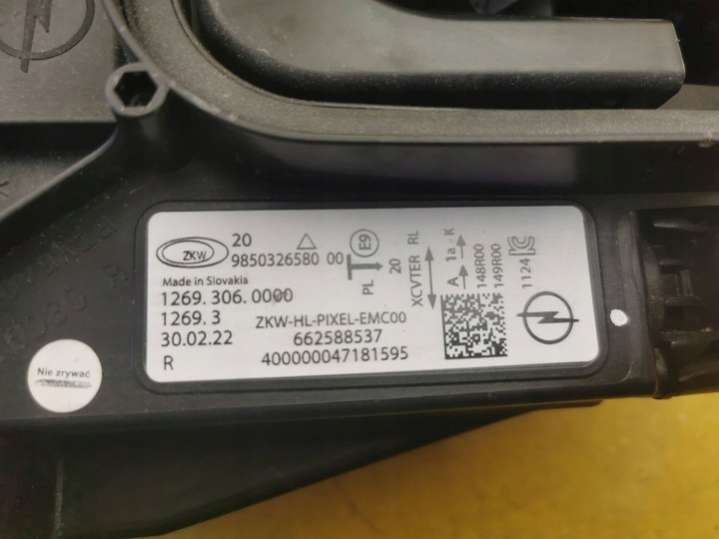 ZKW
20
9850326580 00
Made in Slovakia
1269.306.0000
1269.3
30.02.22
R
ZKW-HL-PIXEL-EMC00
662588537
400000047181595
E9
PL
20
XCVTER RL
A
1a - K
148R00
149R00
1124
Nie zrywać